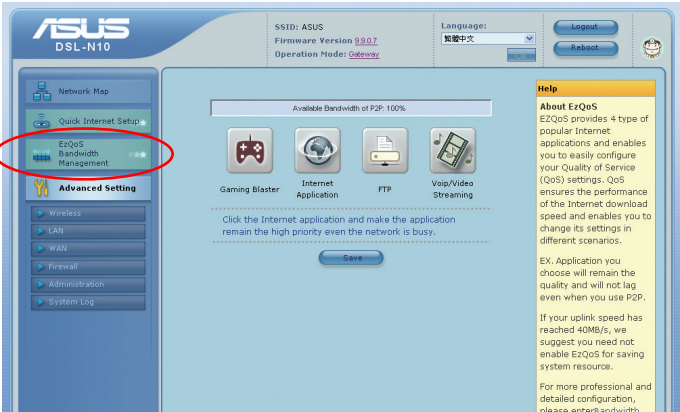 ASUS
DSL-N10
SSID: ASUS
Firmware Version 9.9.0.7
Operation Mode: Gateway
Language:
繁體中文
Logout
Reboot
Network Map
Quick Internet Setup
EzQoS
Bandwidth
Management
Advanced Setting
Wireless
LAN
WAN
Firewall
Administration
System Log
Available Bandwidth of P2P: 100%
Gaming Blaster
Internet
Application
FTP
Voip/Video
Streaming
Click the Internet application and make the application
remain the high priority even the network is busy.
Save
Help
About EzQoS
EZQoS provides 4 type of
popular Internet
applications and enables
you to easily configure
your Quality of Service
(QoS) settings. QoS
ensures the performance
of the Internet download
speed and enables you to
change its settings in
different scenarios.
EX. Application you
choose will remain the
quality and will not lag
even when you use P2P.
If your uplink speed has
reached 40MB/s, we
suggest you need not
enable EzQoS for saving
system resource.
For more professional and
detailed configuration,
please enterBandwidth